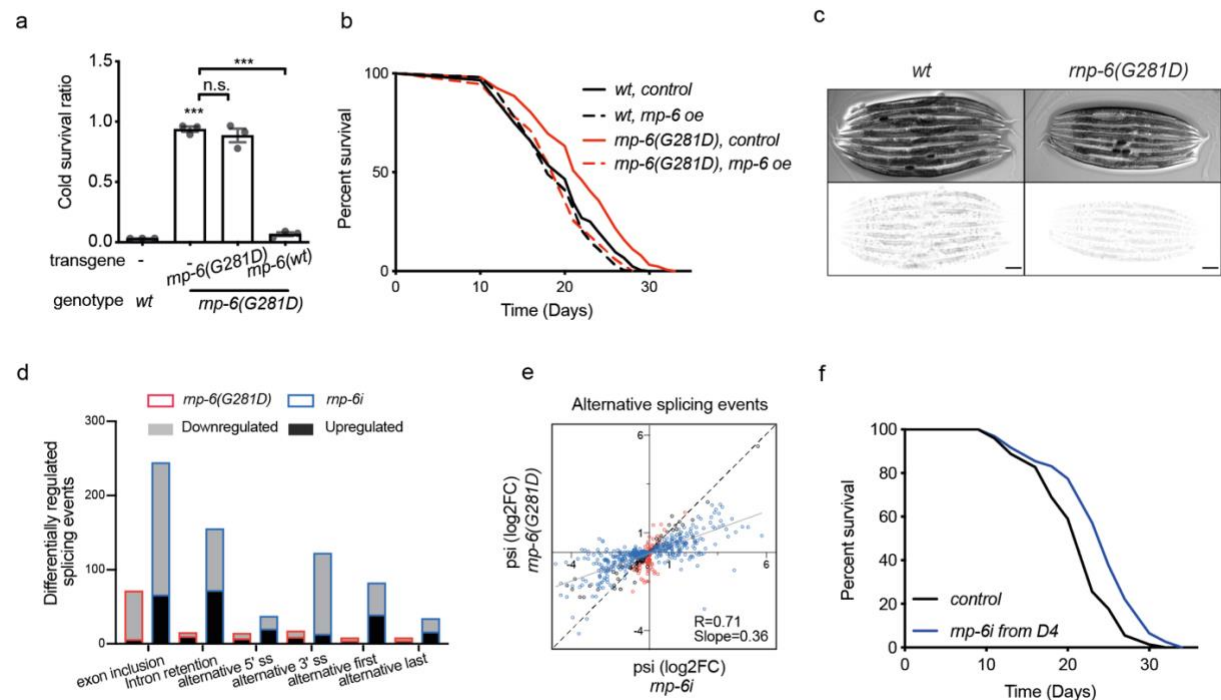 a
1.5
1.0
0.5
0.0
Cold survival ratio
***
n.s.
***
transgene - - rnp-6(G281D) rnp-6(wt)
genotype wt rnp-6(G281D)
b
100
50
0
Percent survival
0 10 20 30
Time (Days)
wt, control
wt, rnp-6 oe
rnp-6(G281D), control
rnp-6(G281D), rnp-6 oe
c
wt rnp-6(G281D)
d
rnp-6(G281D) rnp-6i
Downregulated Upregulated
300
200
100
0
Differentially regulated
splicing events
exon inclusion
Intron retention
alternative 5' ss
alternative 3' ss
alternative first
alternative last
e
Alternative splicing events
6
1
-4
-4 1 6
psi (log2FC)
rnp-6(G281D)
R=0.71
Slope=0.36
psi (log2FC)
rnp-6i
f
100
80
60
40
20
0
Percent survival
control
rnp-6i from D4
0 10 20 30
Time (Days)